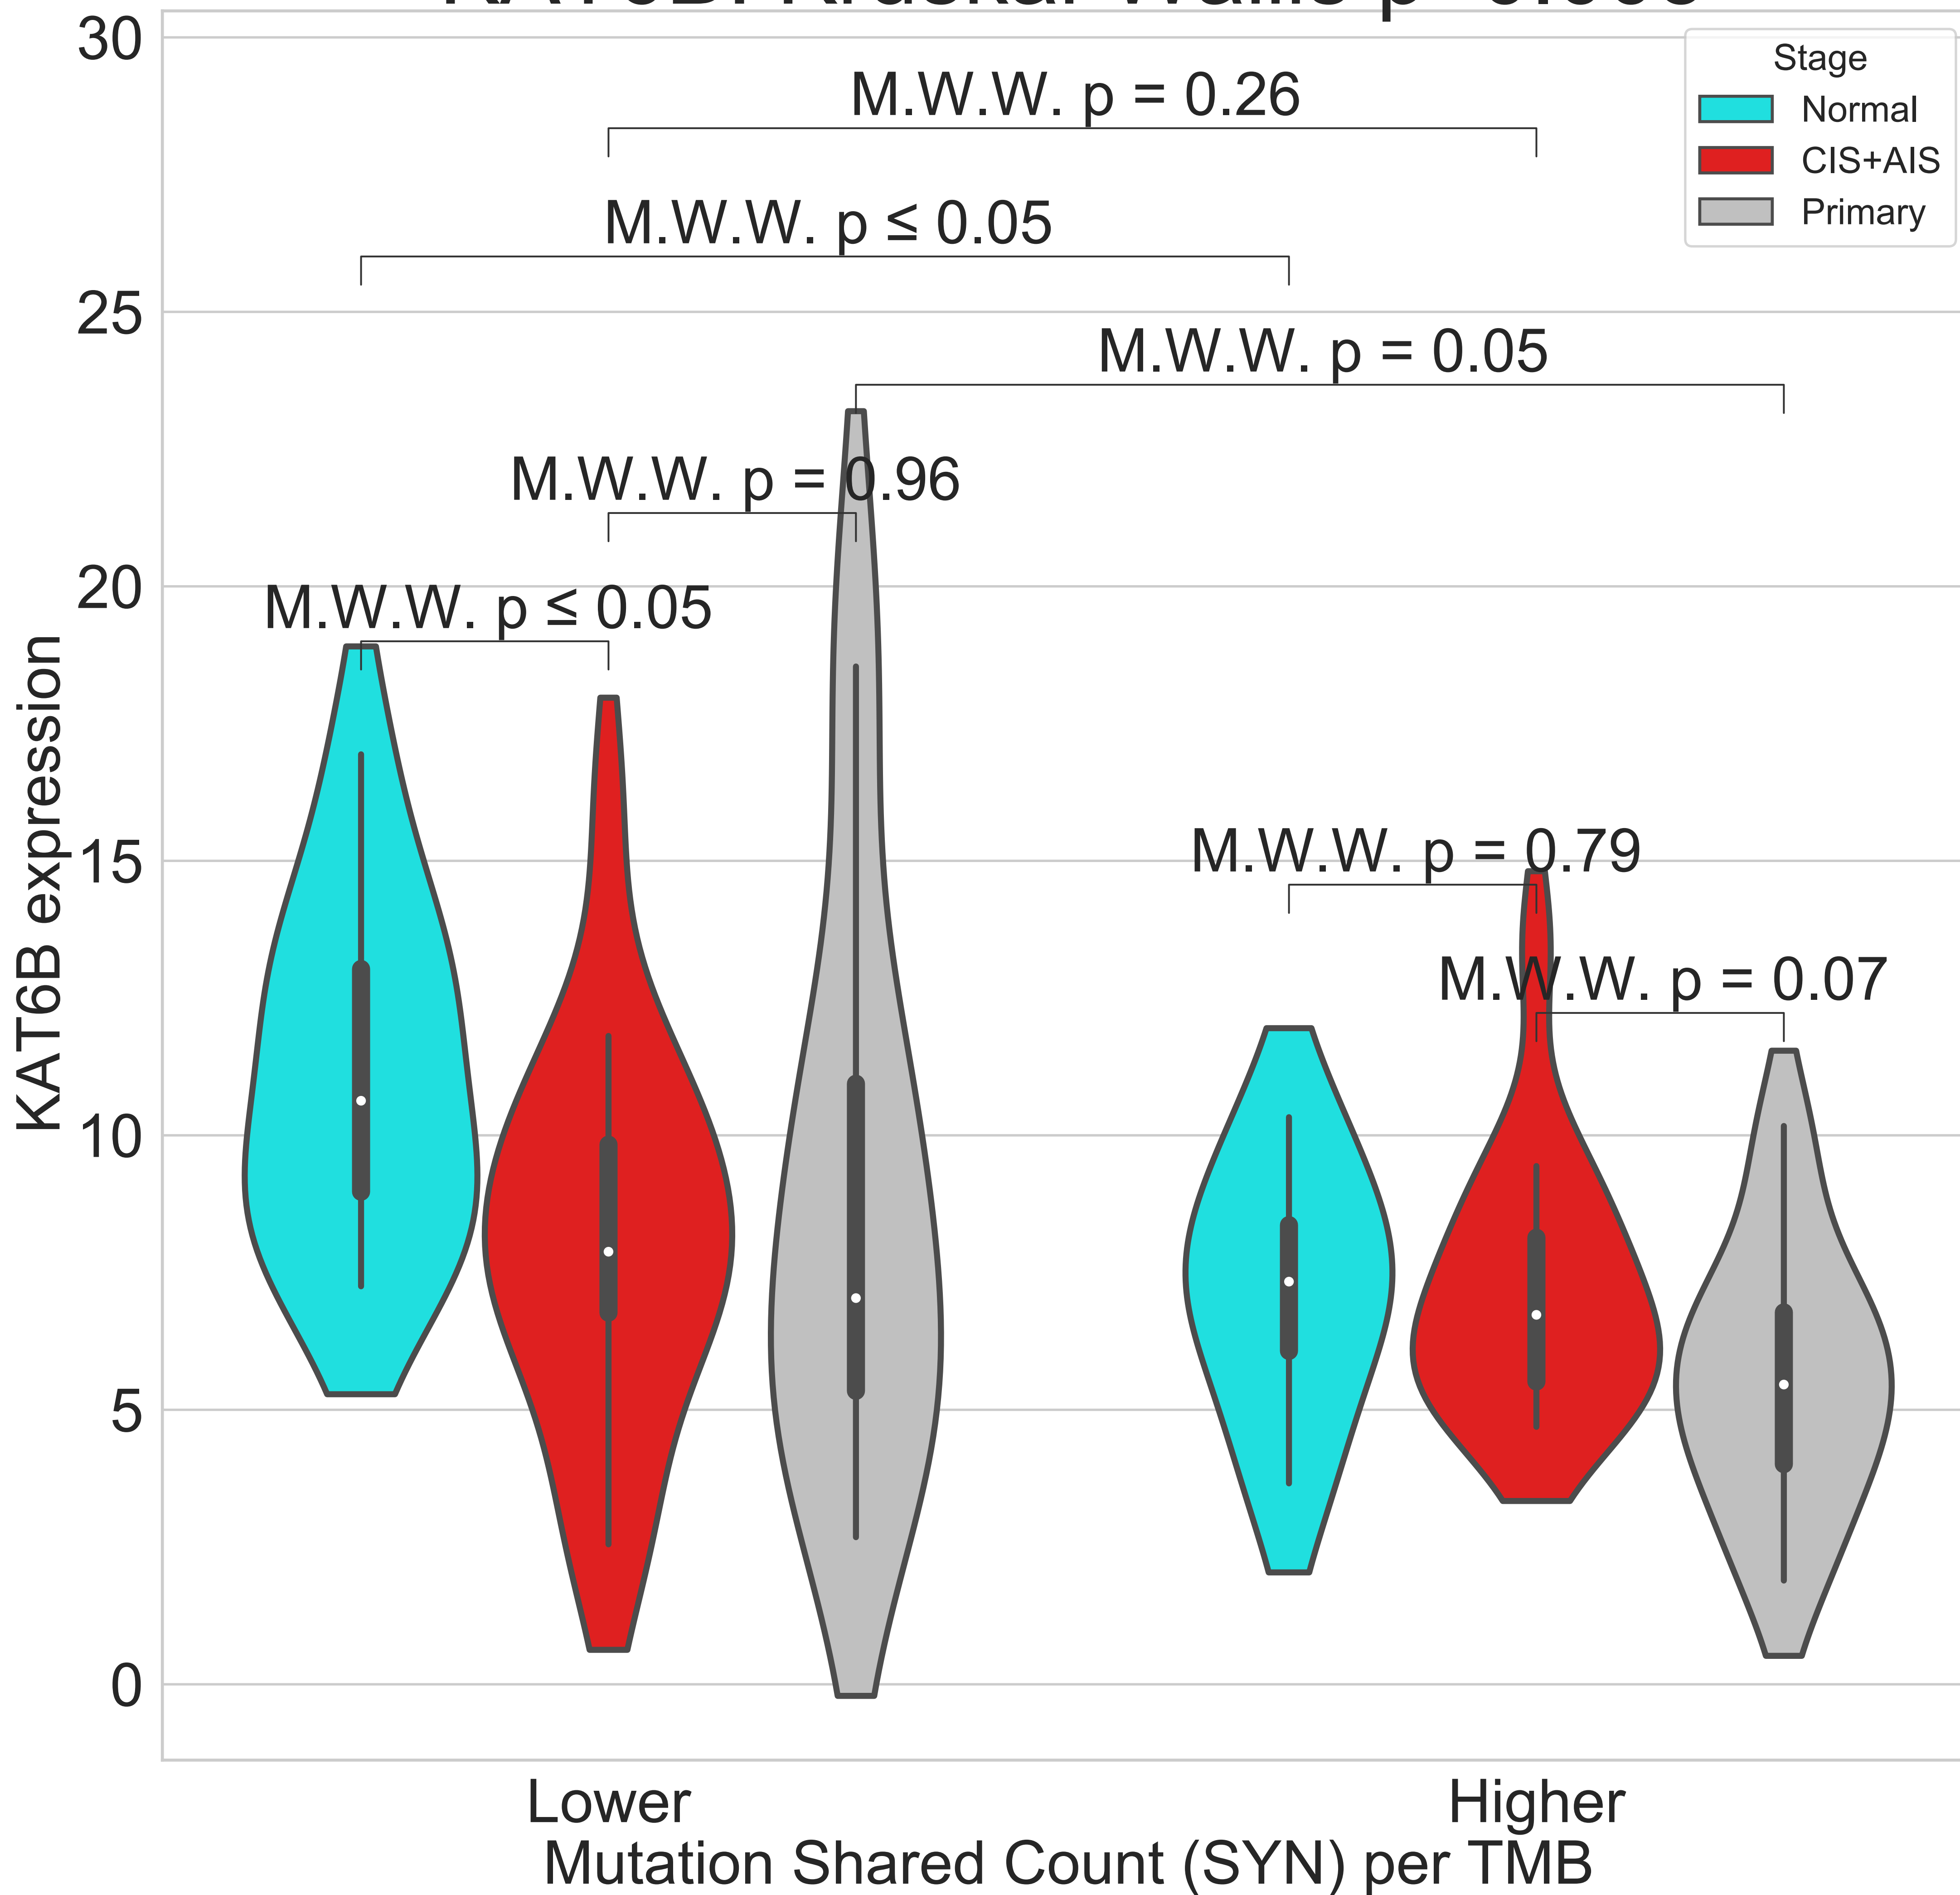 30
25
20
15
10
5
0
KAT6B expression
Stage
Normal
CIS+AIS
Primary
M.W.W. p = 0.26
M.W.W. p ≤ 0.05
M.W.W. p = 0.05
M.W.W. p = 0.96
M.W.W. p ≤ 0.05
M.W.W. p = 0.79
M.W.W. p = 0.07
Lower
Higher
Mutation Shared Count (SYN) per TMB